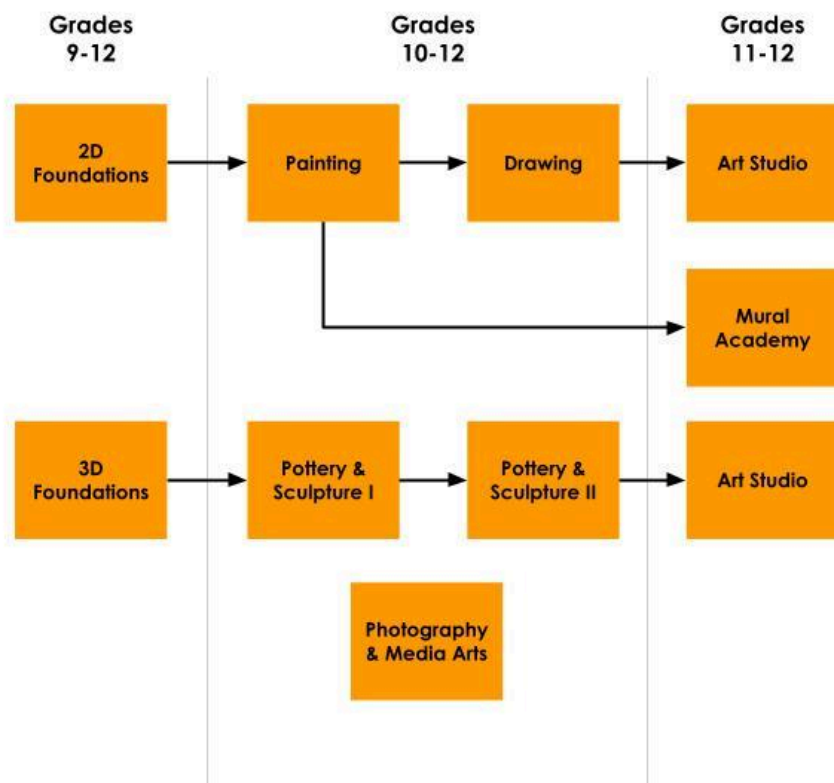 Grades
9-12
Grades
10-12
Grades
11-12
2D
Foundations
Painting
Drawing
Art Studio
Mural
Academy
3D
Foundations
Pottery &
Sculpture I
Pottery &
Sculpture II
Art Studio
Photography
& Media Arts